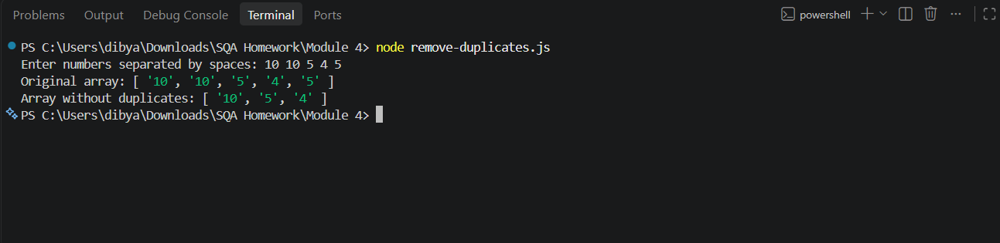 Problems Output Debug Console Terminal Ports powershell
PS C:\Users\dibya\Downloads\SQA Homework\Module 4> node remove-duplicates.js
Enter numbers separated by spaces: 10 10 5 4 5
Original array: [ '10', '10', '5', '4', '5' ]
Array without duplicates: [ '10', '5', '4' ]
PS C:\Users\dibya\Downloads\SQA Homework\Module 4>